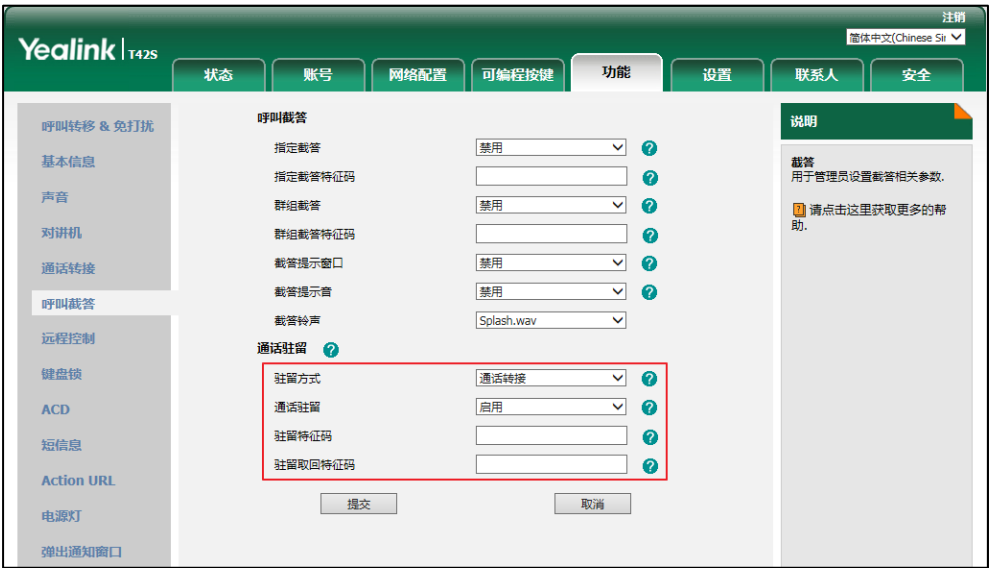 注销
简体中文(Chinese Sir
Yealink T42S
状态 账号 网络配置 可编程按键 功能 设置 联系人 安全
呼叫转移 & 免打扰
基本信息
声音
对讲机
通话转接
呼叫截答
远程控制
键盘锁
ACD
短信息
Action URL
电源灯
弹出通知窗口
呼叫截答
指定截答 禁用 ?
指定截答特征码 ?
群组截答 禁用 ?
群组截答特征码 ?
截答提示窗口 禁用 ?
截答提示音 禁用 ?
截答铃声 Splash.wav
通话驻留 ?
驻留方式 通话转接 ?
通话驻留 启用 ?
驻留特征码 ?
驻留取回特征码 ?
提交 取消
说明
截答
用于管理员设置截答相关参数.
? 请点击这里获取更多的帮
助.